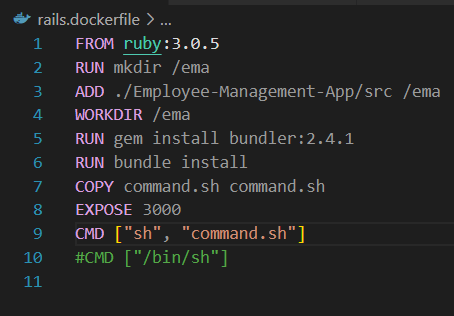 rails.dockerfile > ...
1 FROM ruby:3.0.5
2 RUN mkdir /ema
3 ADD ./Employee-Management-App/src /ema
4 WORKDIR /ema
5 RUN gem install bundler:2.4.1
6 RUN bundle install
7 COPY command.sh command.sh
8 EXPOSE 3000
9 CMD ["sh", "command.sh"]
10 #CMD ["/bin/sh"]
11